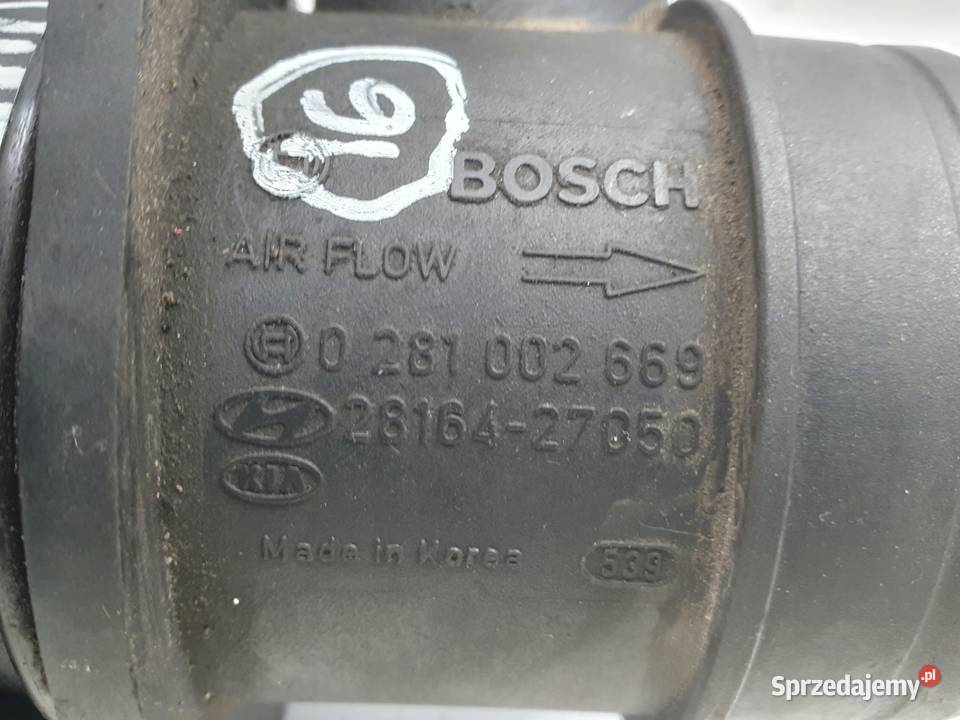 16
BOSCH
AIR FLOW
0 281 002 669
28164-27050
KIA
Made in Korea 539
Sprzedajemy.pl